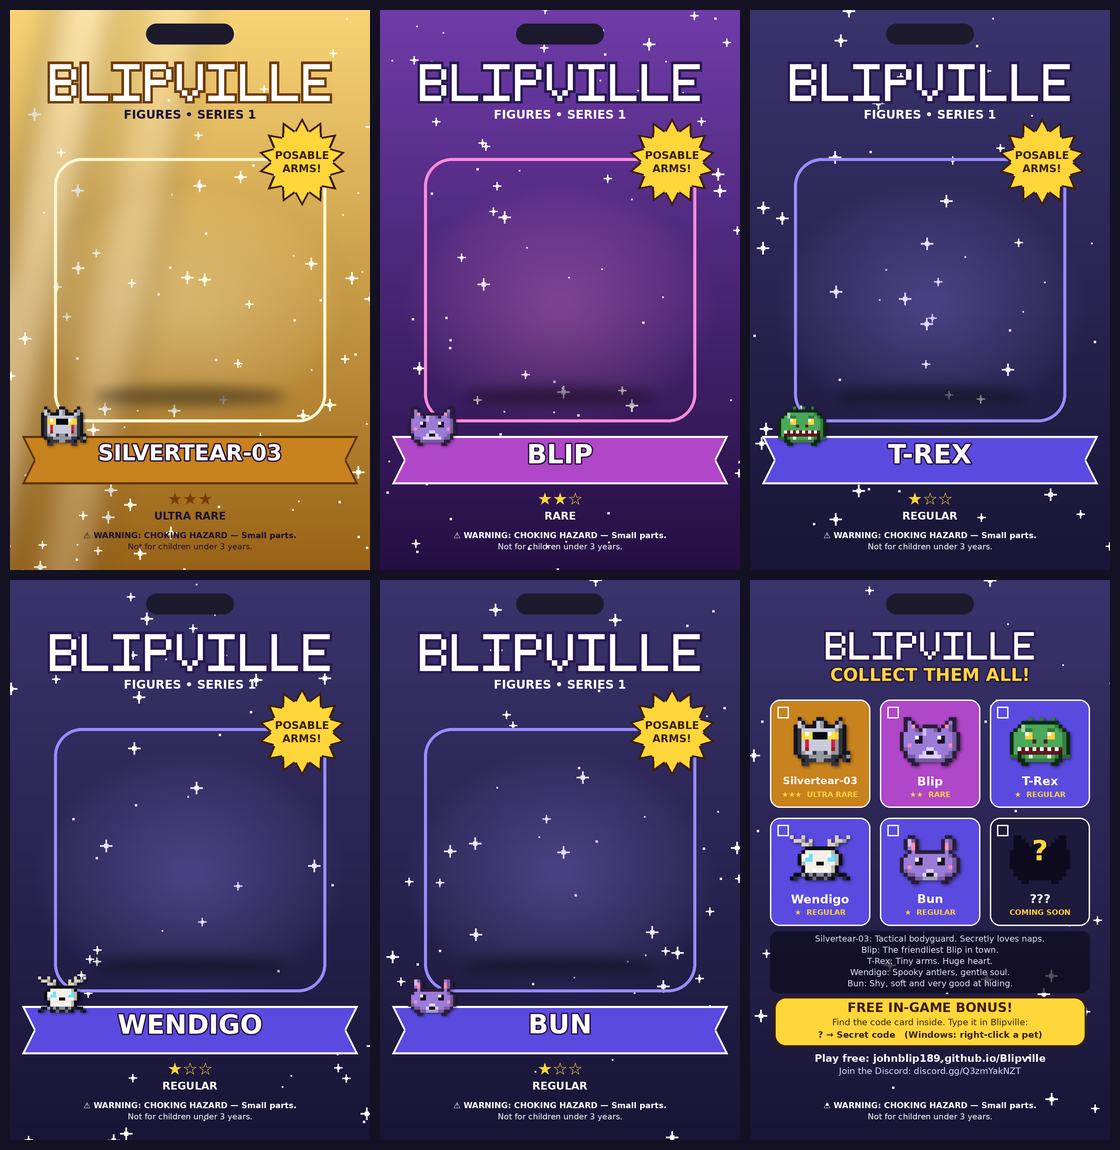 BLIPVILLE
FIGURES • SERIES 1
POSABLE
ARMS!
SILVERTEAR-03
★★★
ULTRA RARE
⚠ WARNING: CHOKING HAZARD — Small parts.
Not for children under 3 years.
BLIPVILLE
FIGURES • SERIES 1
POSABLE
ARMS!
BLIP
★★☆
RARE
⚠ WARNING: CHOKING HAZARD — Small parts.
Not for children under 3 years.
BLIPVILLE
FIGURES • SERIES 1
POSABLE
ARMS!
T-REX
★☆☆
REGULAR
⚠ WARNING: CHOKING HAZARD — Small parts.
Not for children under 3 years.
BLIPVILLE
FIGURES • SERIES 1
POSABLE
ARMS!
WENDIGO
★☆☆
REGULAR
⚠ WARNING: CHOKING HAZARD — Small parts.
Not for children under 3 years.
BLIPVILLE
FIGURES • SERIES 1
POSABLE
ARMS!
BUN
★☆☆
REGULAR
⚠ WARNING: CHOKING HAZARD — Small parts.
Not for children under 3 years.
BLIPVILLE
COLLECT THEM ALL!
Silvertear-03
★★★ ULTRA RARE
Blip
★★ RARE
T-Rex
★ REGULAR
Wendigo
★ REGULAR
Bun
★ REGULAR
?
???
COMING SOON
Silvertear-03: Tactical bodyguard. Secretly loves naps.
Blip: The friendliest Blip in town.
T-Rex: Tiny arms. Huge heart.
Wendigo: Spooky antlers, gentle soul.
Bun: Shy, soft and very good at hiding.
FREE IN-GAME BONUS!
Find the code card inside. Type it in Blipville:
? → Secret code (Windows: right-click a pet)
Play free: johnblip189.github.io/Blipville
Join the Discord: discord.gg/Q3zmYakNZT
⚠ WARNING: CHOKING HAZARD — Small parts.
Not for children under 3 years.